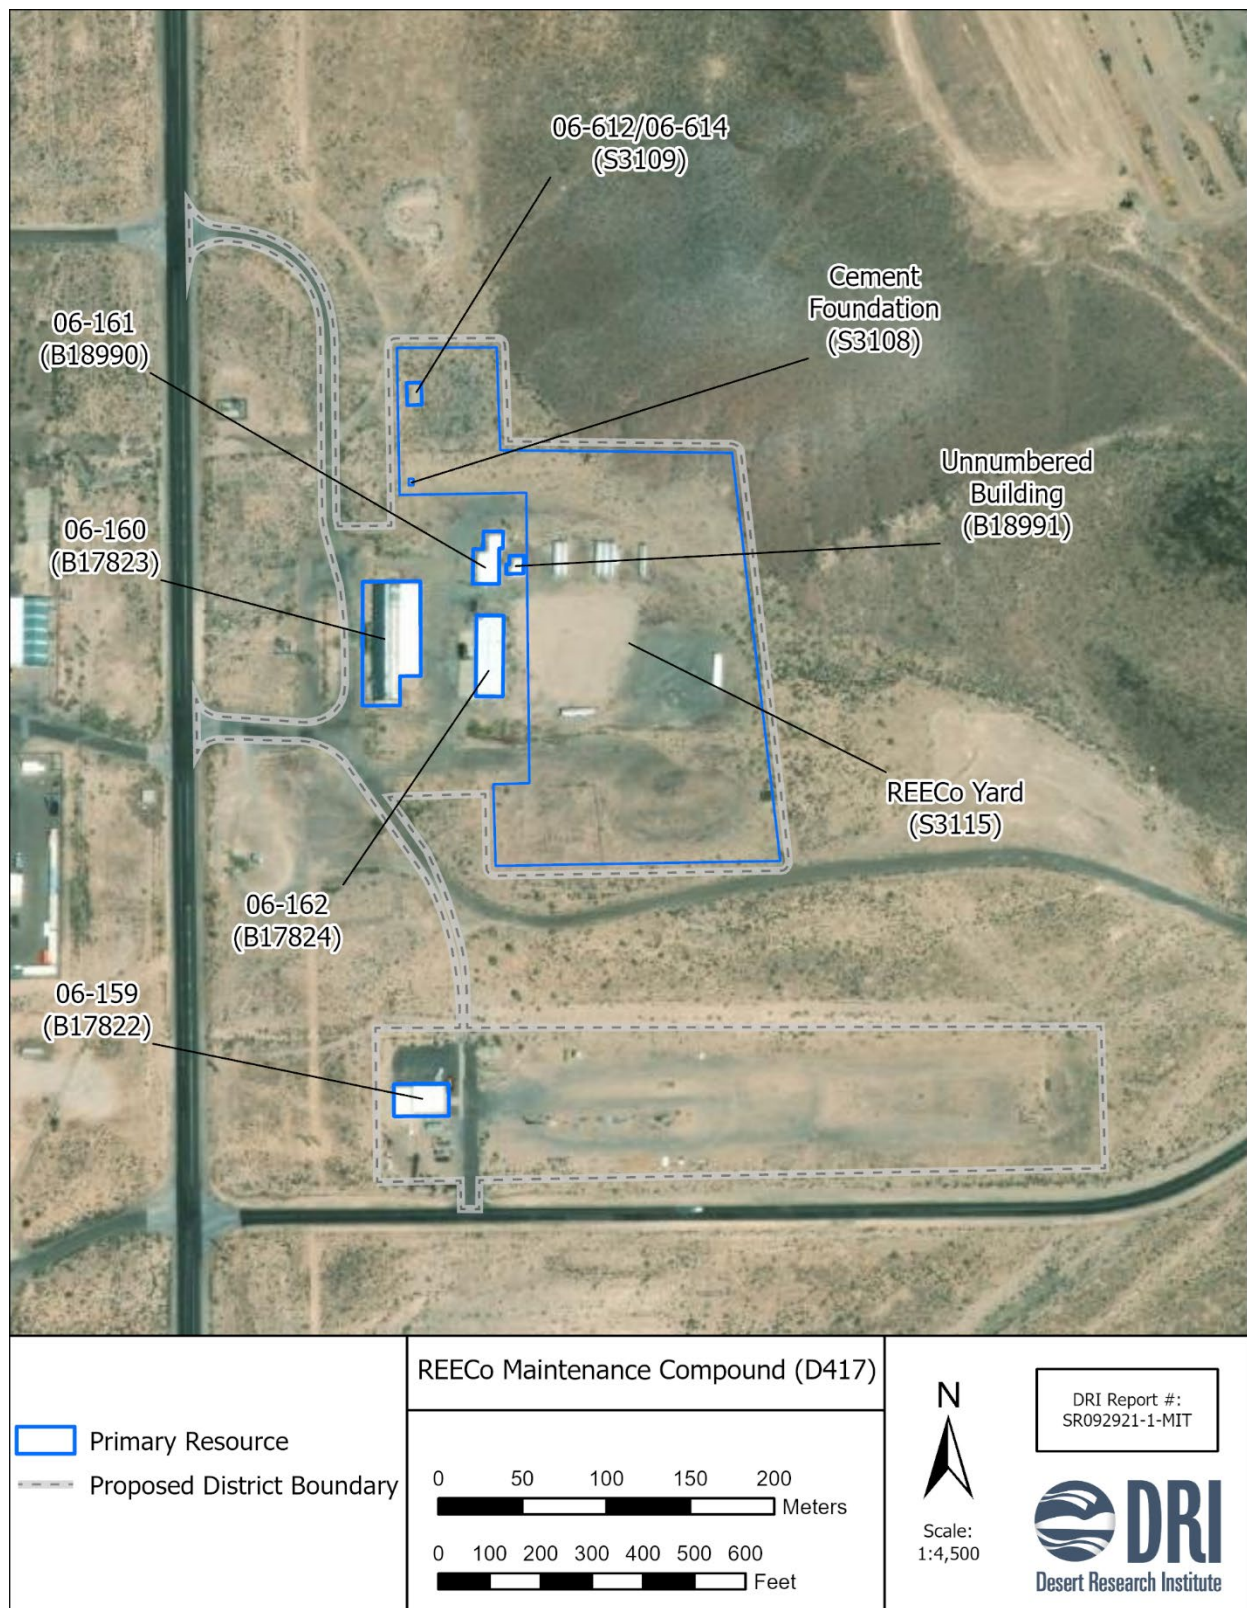 06-612/06-614
(S3109)
Cement
Foundation
(S3108)
06-161
(B18990)
Unnumbered
Building
(B18991)
06-160
(B17823)
REECo Yard
(S3115)
06-162
(B17824)
06-159
(B17822)
REECo Maintenance Compound (D417)
Primary Resource
Proposed District Boundary
0 50 100 150 200
Meters
0 100 200 300 400 500 600
Feet
N
Scale:
1:4,500
DRI Report #:
SR092921-1-MIT
DRI
Desert Research Institute